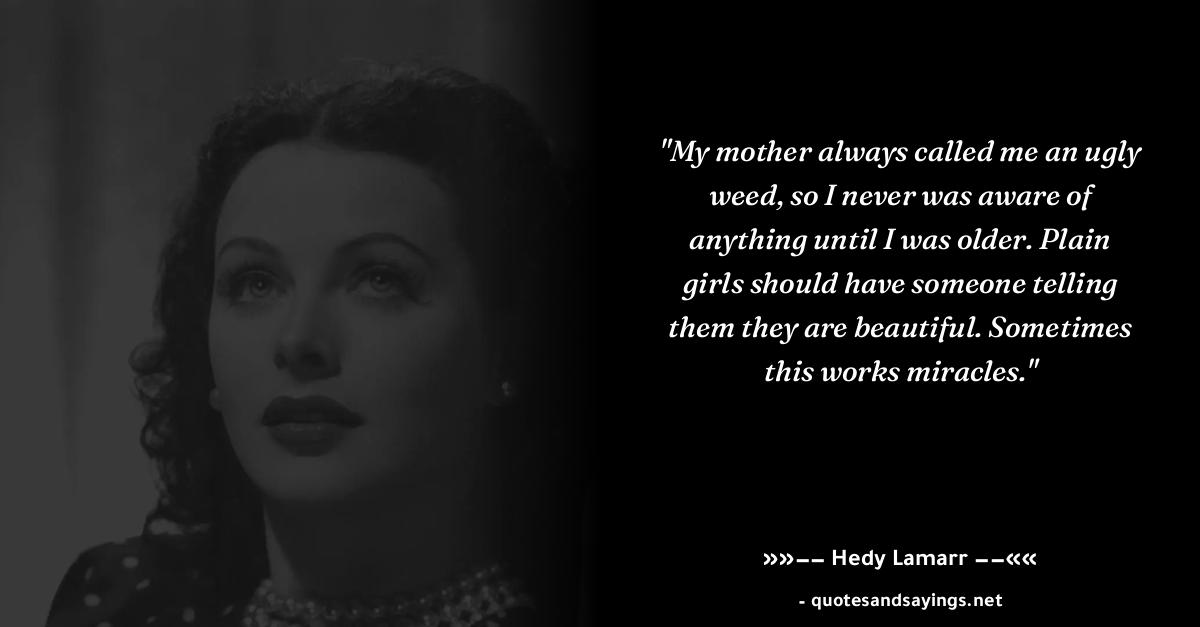 "My mother always called me an ugly
weed, so I never was aware of
anything until I was older. Plain
girls should have someone telling
them they are beautiful. Sometimes
this works miracles."
»»—— Hedy Lamarr ——««
- quotesandsayings.net